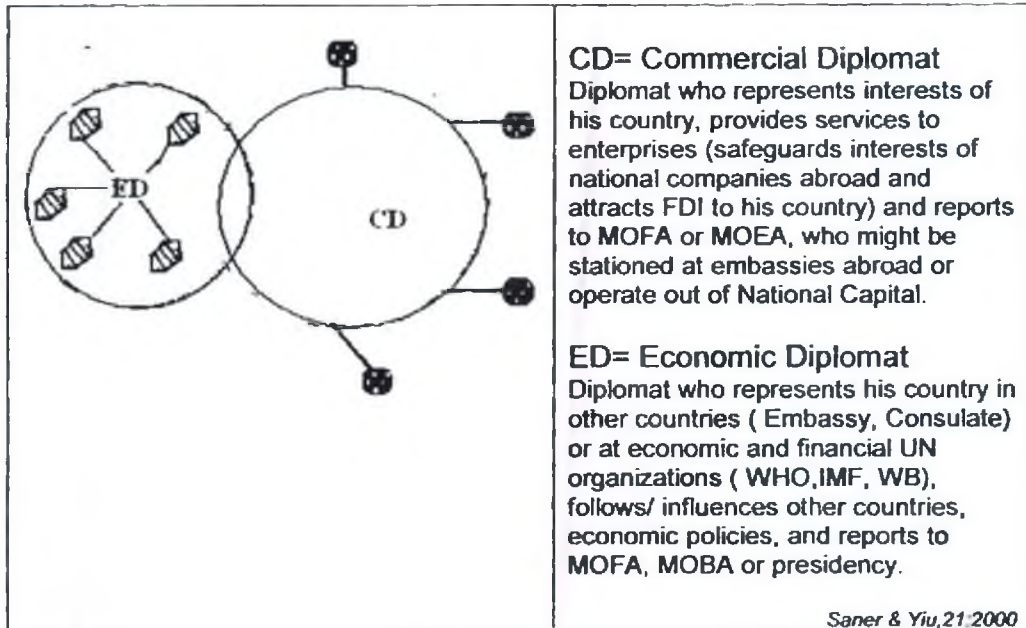 ED
CD
CD= Commercial Diplomat
Diplomat who represents interests of
his country, provides services to
enterprises (safeguards interests of
national companies abroad and
attracts FDI to his country) and reports
to MOFA or MOEA, who might be
stationed at embassies abroad or
operate out of National Capital.
ED= Economic Diplomat
Diplomat who represents his country in
other countries ( Embassy, Consulate)
or at economic and financial UN
organizations ( WHO,IMF, WB),
follows/ influences other countries,
economic policies, and reports to
MOFA, MOBA or presidency.
Saner & Yiu,21:2000